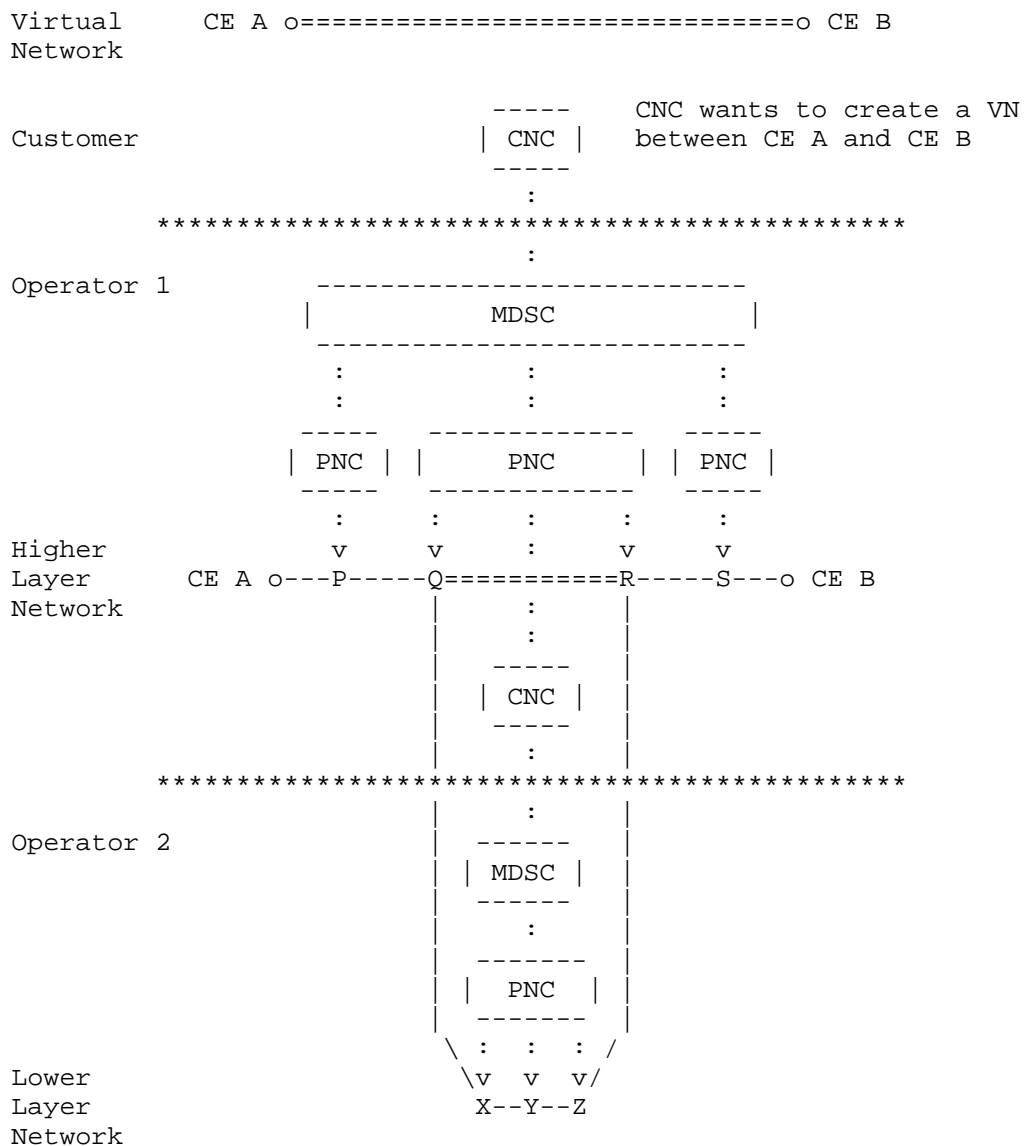 Virtual     CE A o===============================o CE B
Network
                              -----    CNC wants to create a VN
Customer                     | CNC |   between CE A and CE B
                              -----
                                :
         ***********************************************
                                :
Operator 1         ---------------------------
                  |           MDSC            |
                   ---------------------------
                    :           :           :
                    :           :           :
                  -----   -------------   -----
                 | PNC | |     PNC     | | PNC |
                  -----   -------------   -----
                    :     :     :     :     :
Higher              v     v     :     v     v
Layer      CE A o---P-----Q===========R-----S---o CE B
Network                   |     :     |
                          |     :     |
                          |   -----   |
                          |  | CNC |  |
                          |   -----   |
                          |     :     |
         ***********************************************
                          |     :     |
Operator 2                |  ------   |
                          | | MDSC |  |
                          |  ------   |
                          |     :     |
                          |  -------  |
                          | |  PNC  | |
                          |  -------  |
                           \ :  :  : /
Lower                       \v  v  v/
Layer                        X--Y--Z
Network